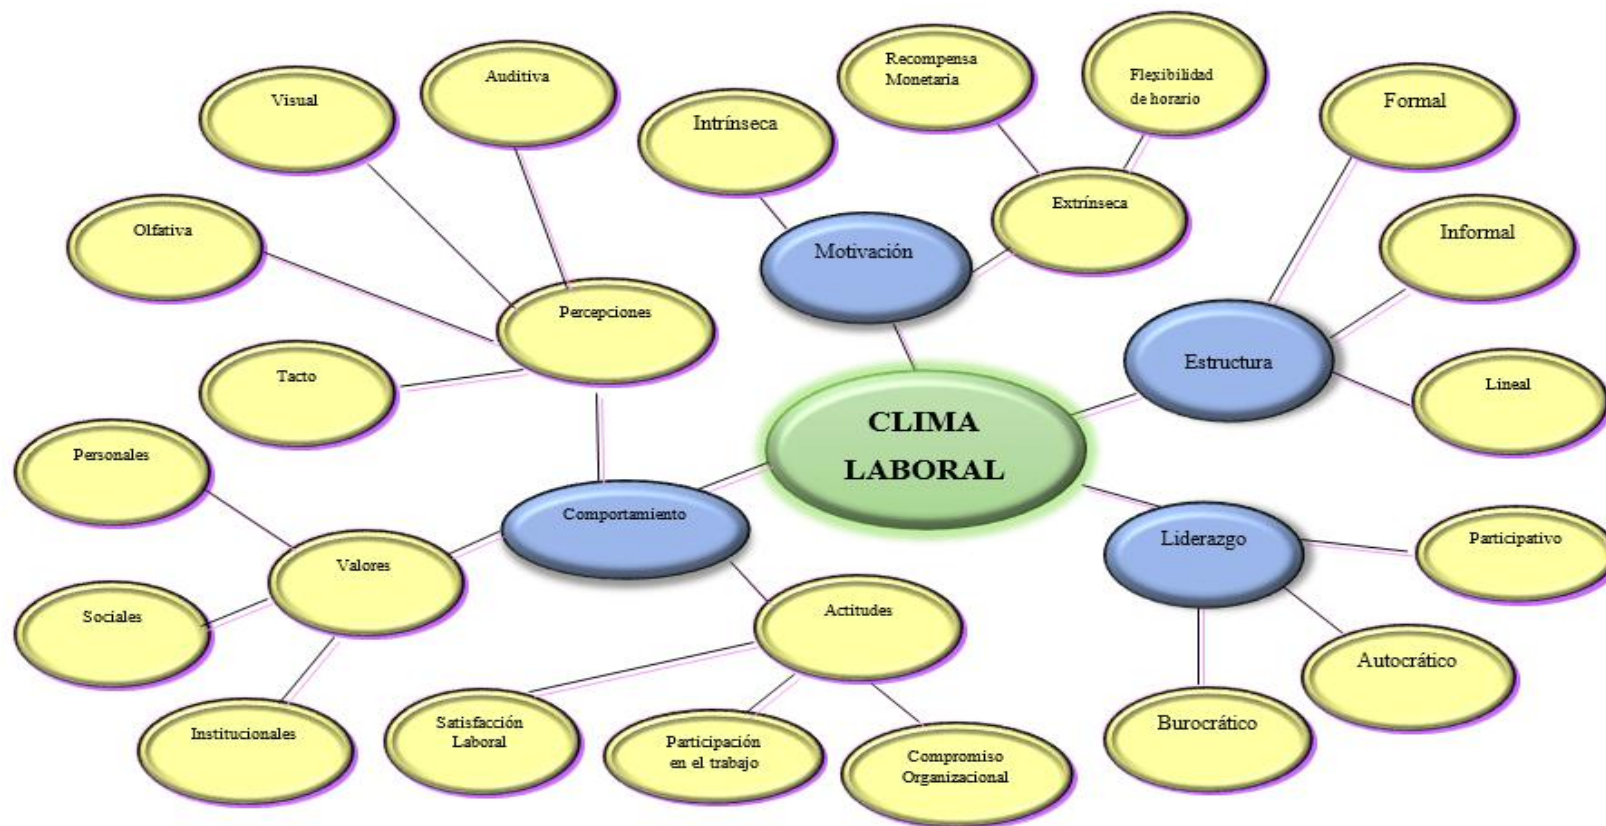 Auditiva
Visual
Olfativa
Tacto
Percepciones
Intrínseca
Recompensa
Monetaria
Flexibilidad
de horario
Extrínseca
Motivación
Formal
Informal
Lineal
Estructura
CLIMA
LABORAL
Comportamiento
Personales
Valores
Sociales
Institucionales
Actitudes
Satisfacción
Laboral
Participación
en el trabajo
Compromiso
Organizacional
Liderazgo
Participativo
Autocrático
Burocrático